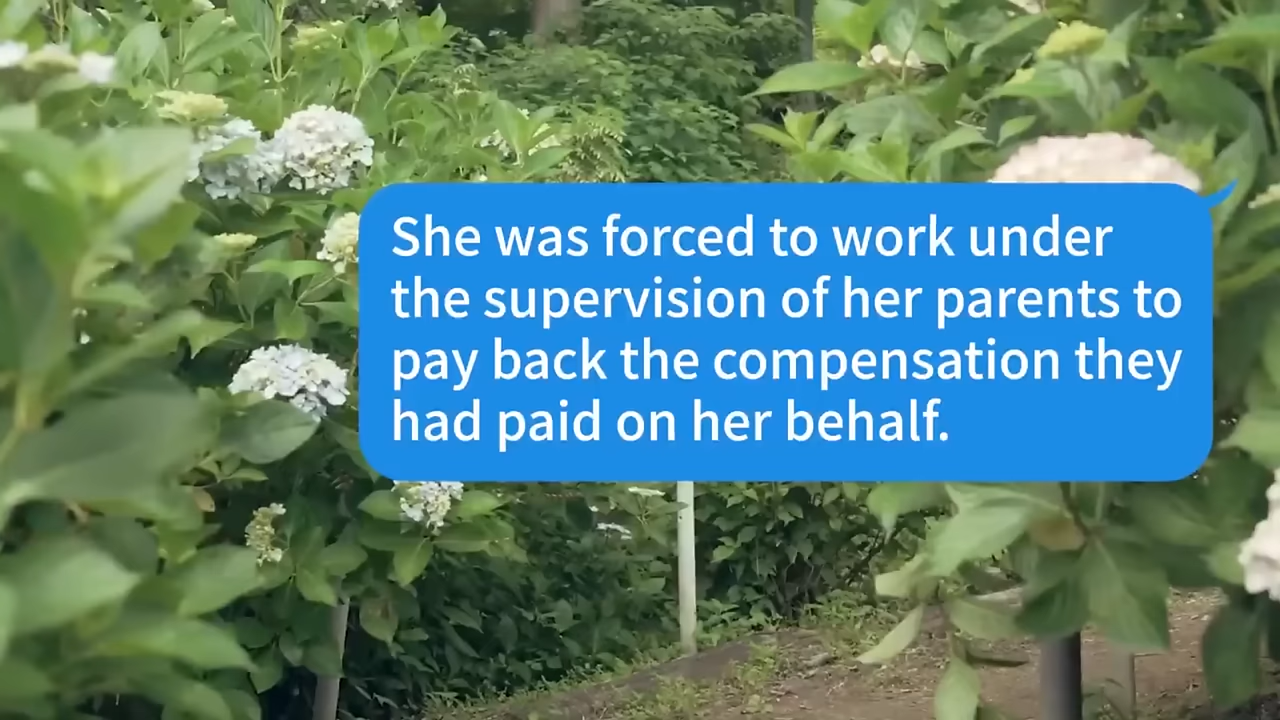 She was forced to work under
the supervision of her parents to
pay back the compensation they
had paid on her behalf.